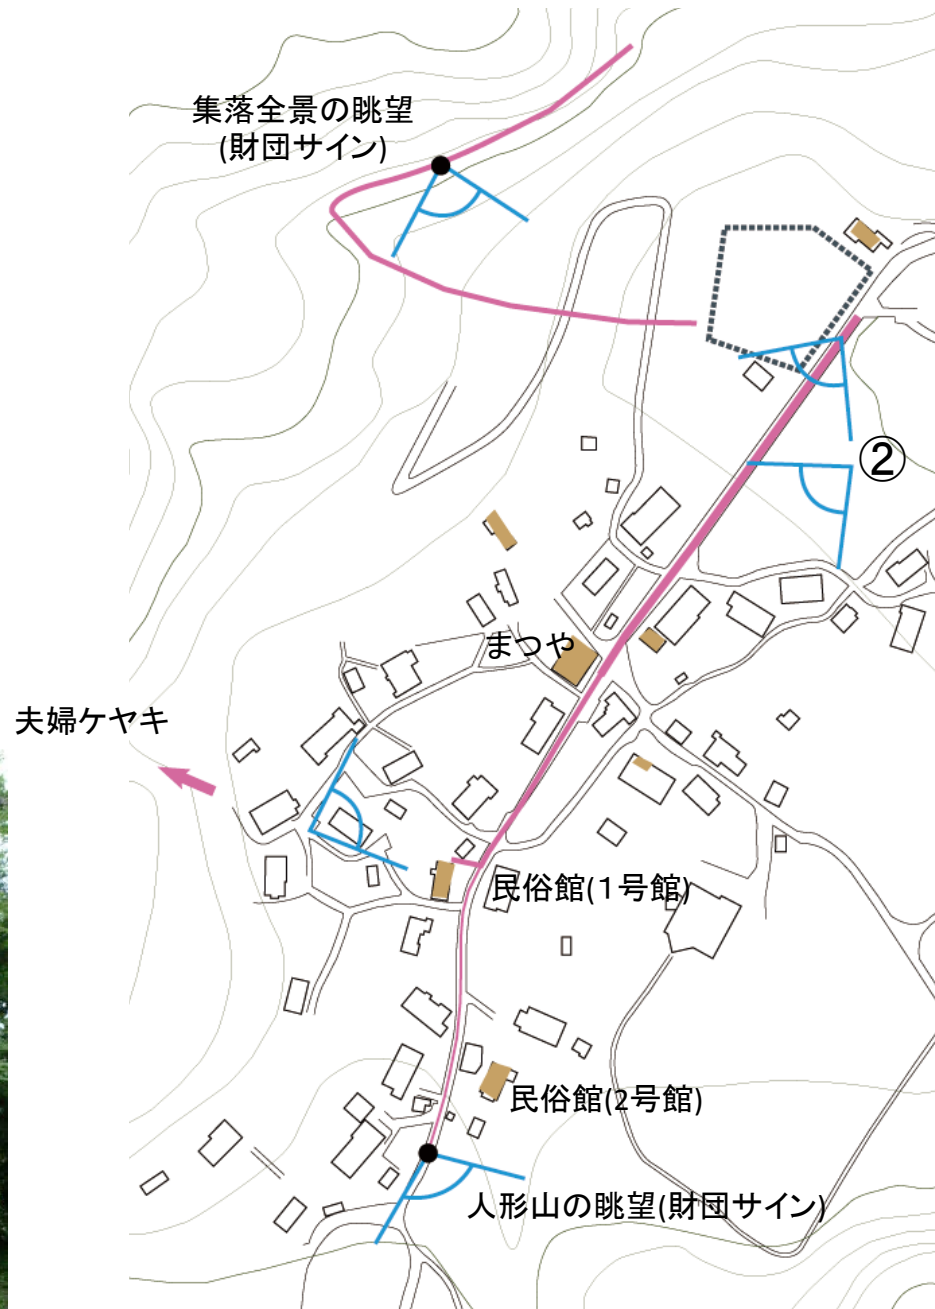 集落全景の眺望
(財団サイン)
②
まつや
夫婦ケヤキ
民俗館(１号館)
民俗館(2号館)
人形山の眺望(財団サイン)